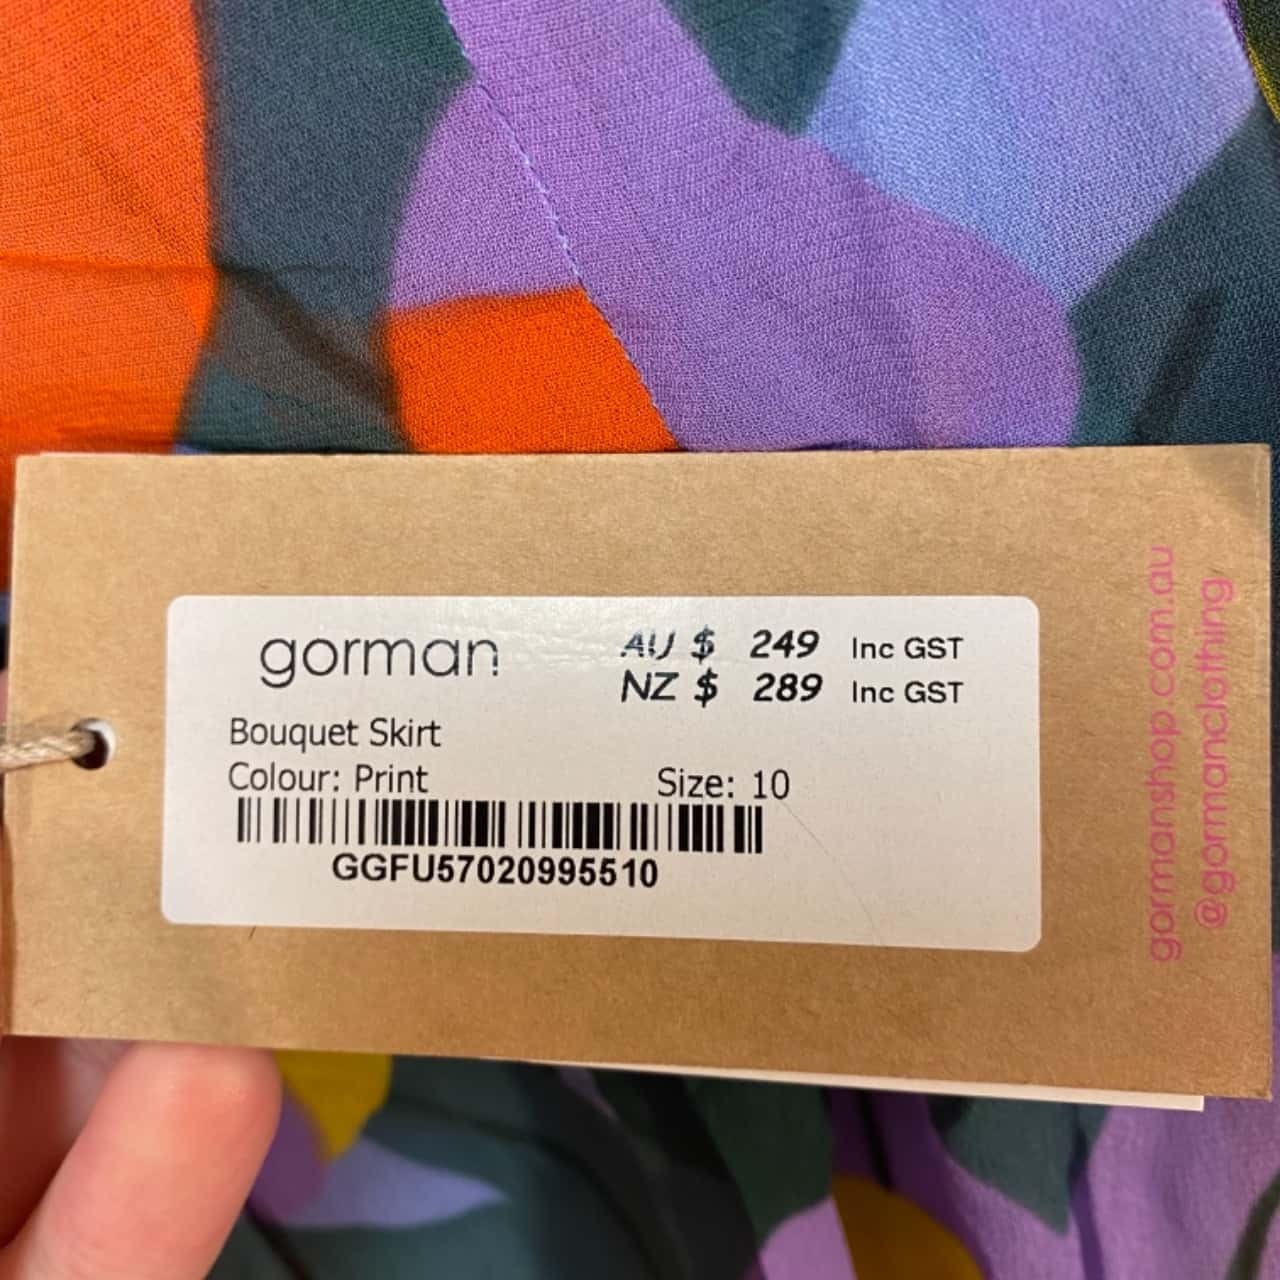 gorman
AU $ 249 Inc GST
NZ $ 289 Inc GST
Bouquet Skirt
Colour: Print Size: 10
GGFU57020995510
gormanshop.com.au
@gormanclothing